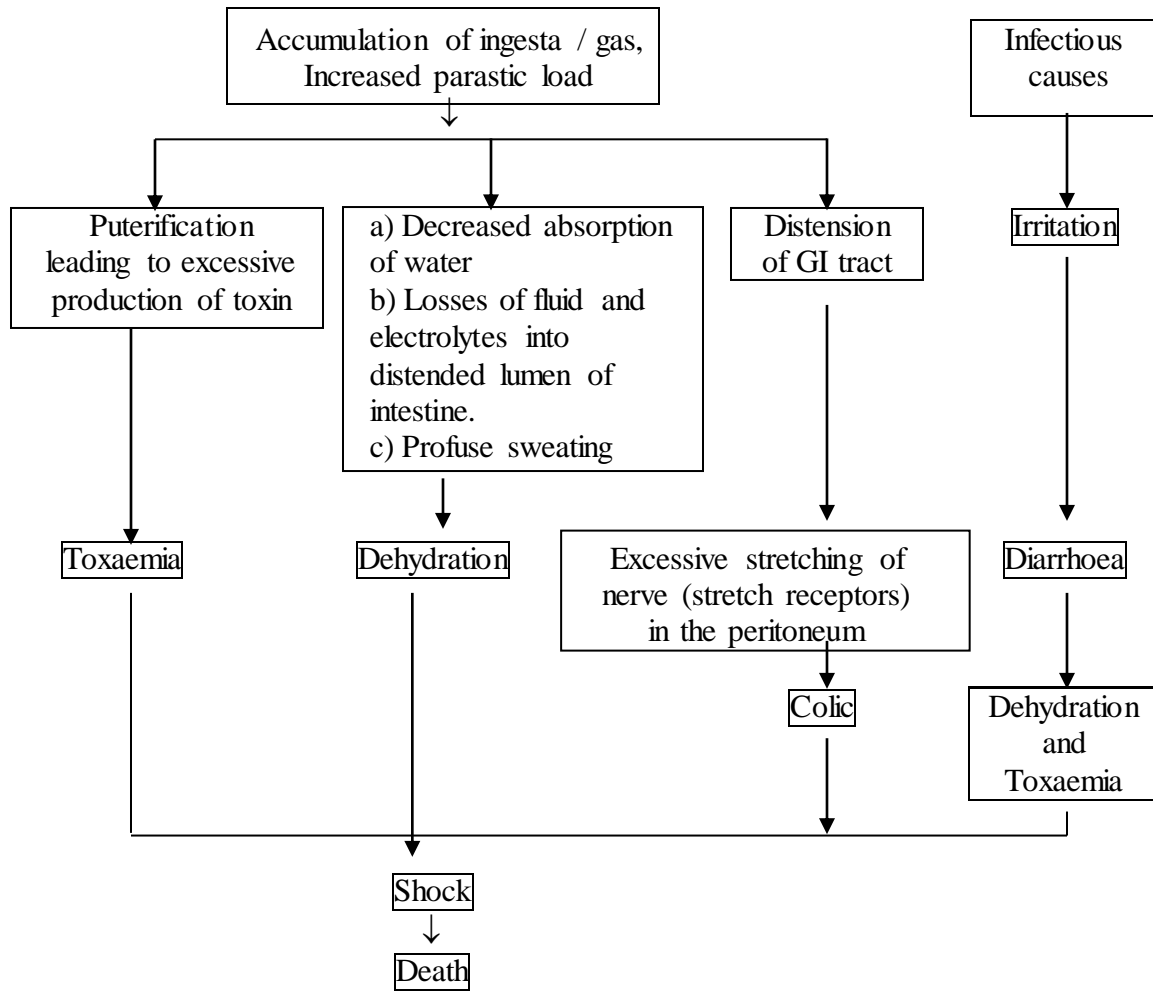 Accumulation of ingesta / gas,
Increased parastic load
↓
Infectious
causes
Puterification
leading to excessive
production of toxin
a) Decreased absorption
of water
b) Losses of fluid and
electrolytes into
distended lumen of
intestine.
c) Profuse sweating
Distension
of GI tract
Irritation
Toxaemia
Dehydration
Excessive stretching of
nerve (stretch receptors)
in the peritoneum
Diarrhoea
Colic
Dehydration
and
Toxaemia
Shock
↓
Death